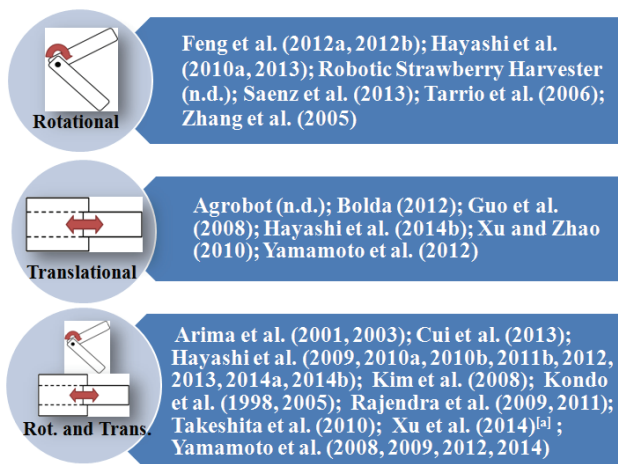 Feng et al. (2012a, 2012b); Hayashi et al.
(2010a, 2013); Robotic Strawberry Harvester
(n.d.); Saenz et al. (2013); Tarrio et al. (2006);
Zhang et al. (2005)
Rotational
Agrobot (n.d.); Bolda (2012); Guo et al.
(2008); Hayashi et al. (2014b); Xu and Zhao
(2010); Yamamoto et al. (2012)
Translational
Arima et al. (2001, 2003); Cui et al. (2013);
Hayashi et al. (2009, 2010a, 2010b, 2011b, 2012,
2013, 2014a, 2014b); Kim et al. (2008); Kondo
et al. (1998, 2005); Rajendra et al. (2009, 2011);
Takeshita et al. (2010); Xu et al. (2014)[a] ;
Yamamoto et al. (2008, 2009, 2012, 2014)
Rot. and Trans.